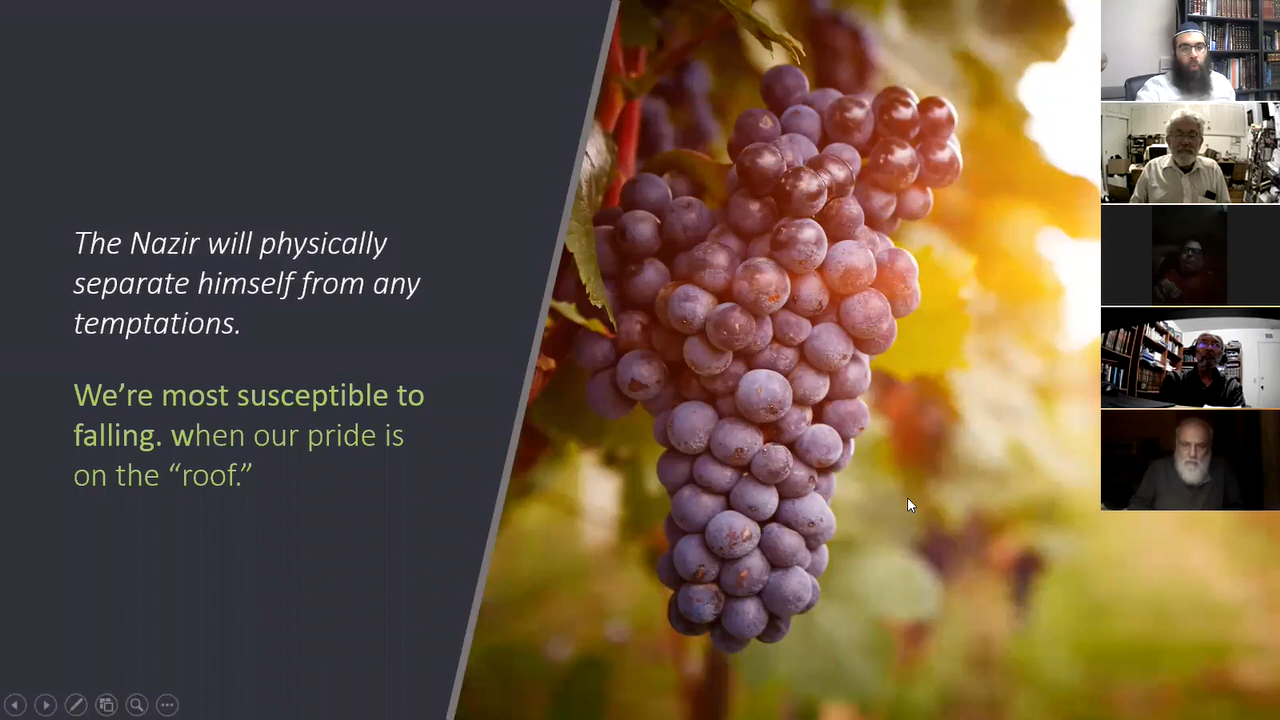 The Nazir will physically
separate himself from any
temptations.
We’re most susceptible to
falling. when our pride is
on the “roof.”